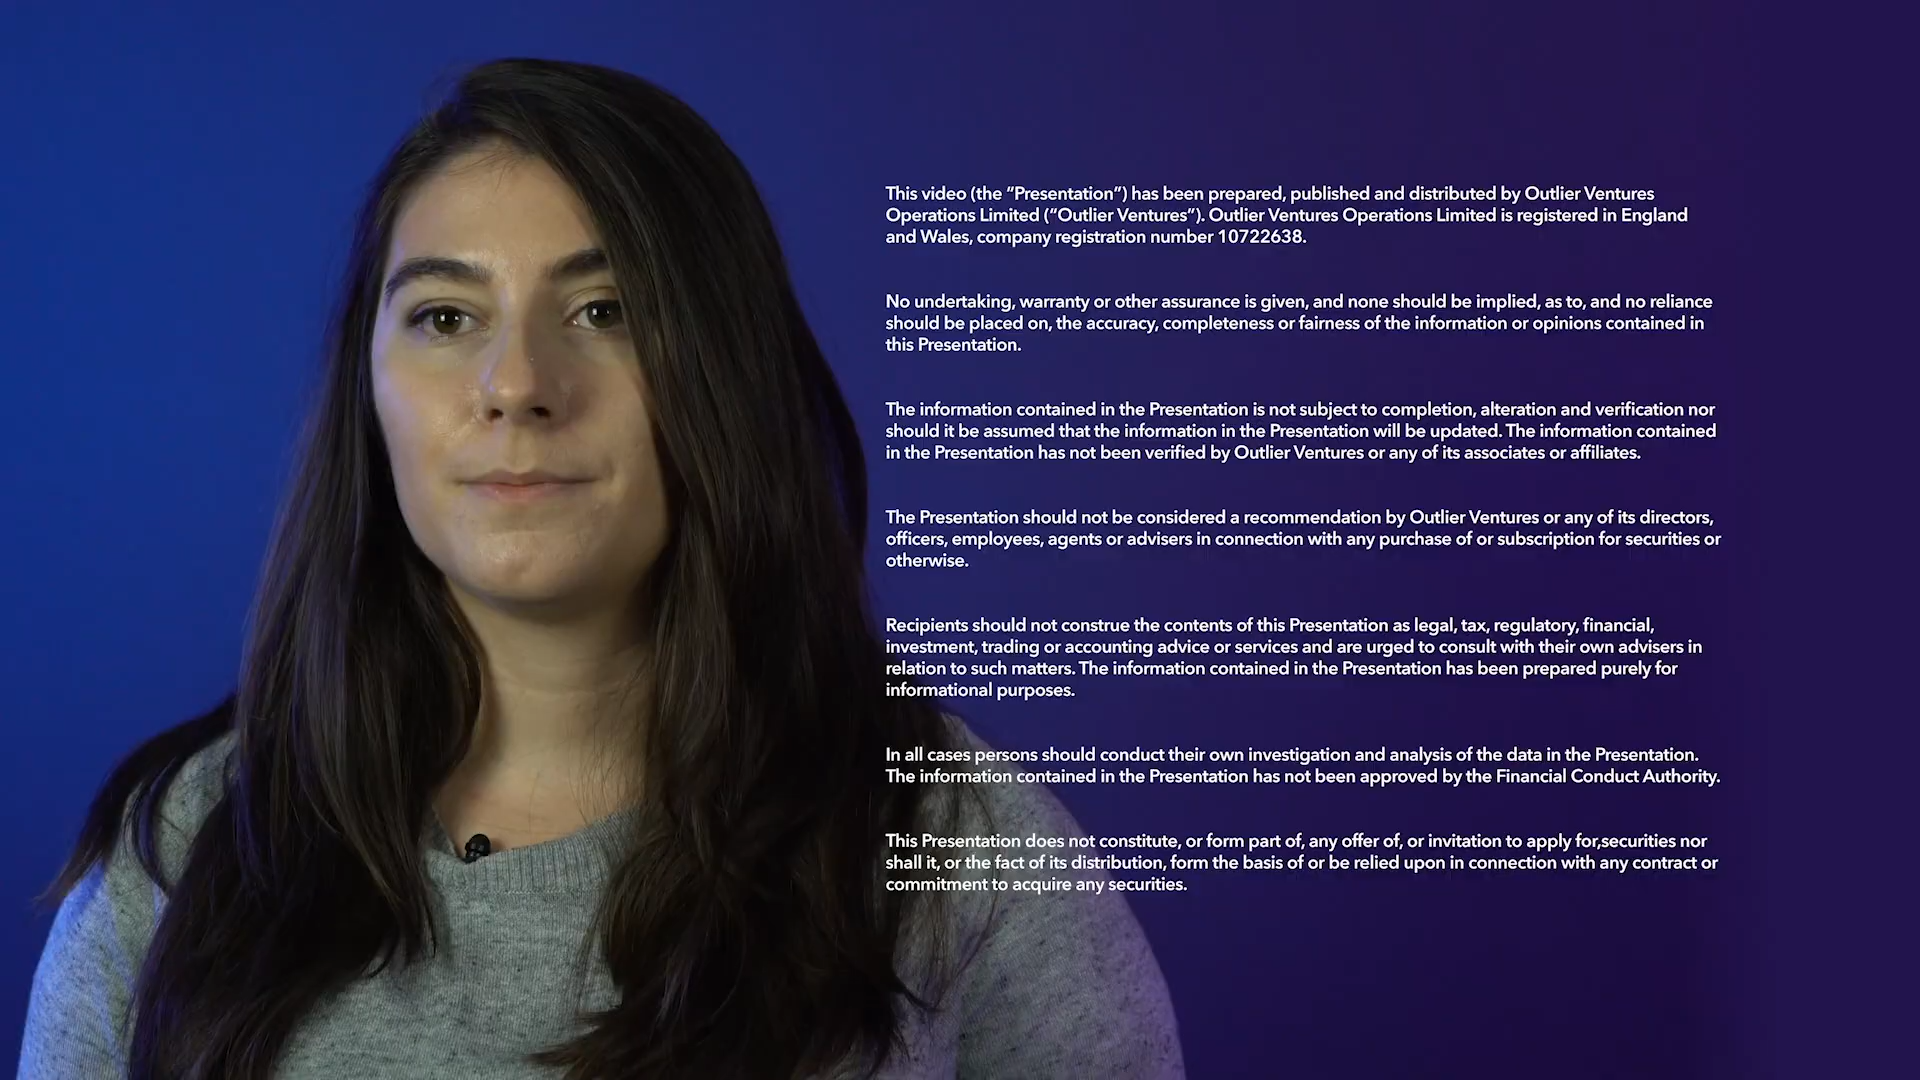 This video (the “Presentation”) has been prepared, published and distributed by Outlier Ventures
Operations Limited (“Outlier Ventures”). Outlier Ventures Operations Limited is registered in England
and Wales, company registration number 10722638.
No undertaking, warranty or other assurance is given, and none should be implied, as to, and no reliance
should be placed on, the accuracy, completeness or fairness of the information or opinions contained in
this Presentation.
The information contained in the Presentation is not subject to completion, alteration and verification nor
should it be assumed that the information in the Presentation will be updated. The information contained
in the Presentation has not been verified by Outlier Ventures or any of its associates or affiliates.
The Presentation should not be considered a recommendation by Outlier Ventures or any of its directors,
officers, employees, agents or advisers in connection with any purchase of or subscription for securities or
otherwise.
Recipients should not construe the contents of this Presentation as legal, tax, regulatory, financial,
investment, trading or accounting advice or services and are urged to consult with their own advisers in
relation to such matters. The information contained in the Presentation has been prepared purely for
informational purposes.
In all cases persons should conduct their own investigation and analysis of the data in the Presentation.
The information contained in the Presentation has not been approved by the Financial Conduct Authority.
This Presentation does not constitute, or form part of, any offer of, or invitation to apply for,securities nor
shall it, or the fact of its distribution, form the basis of or be relied upon in connection with any contract or
commitment to acquire any securities.